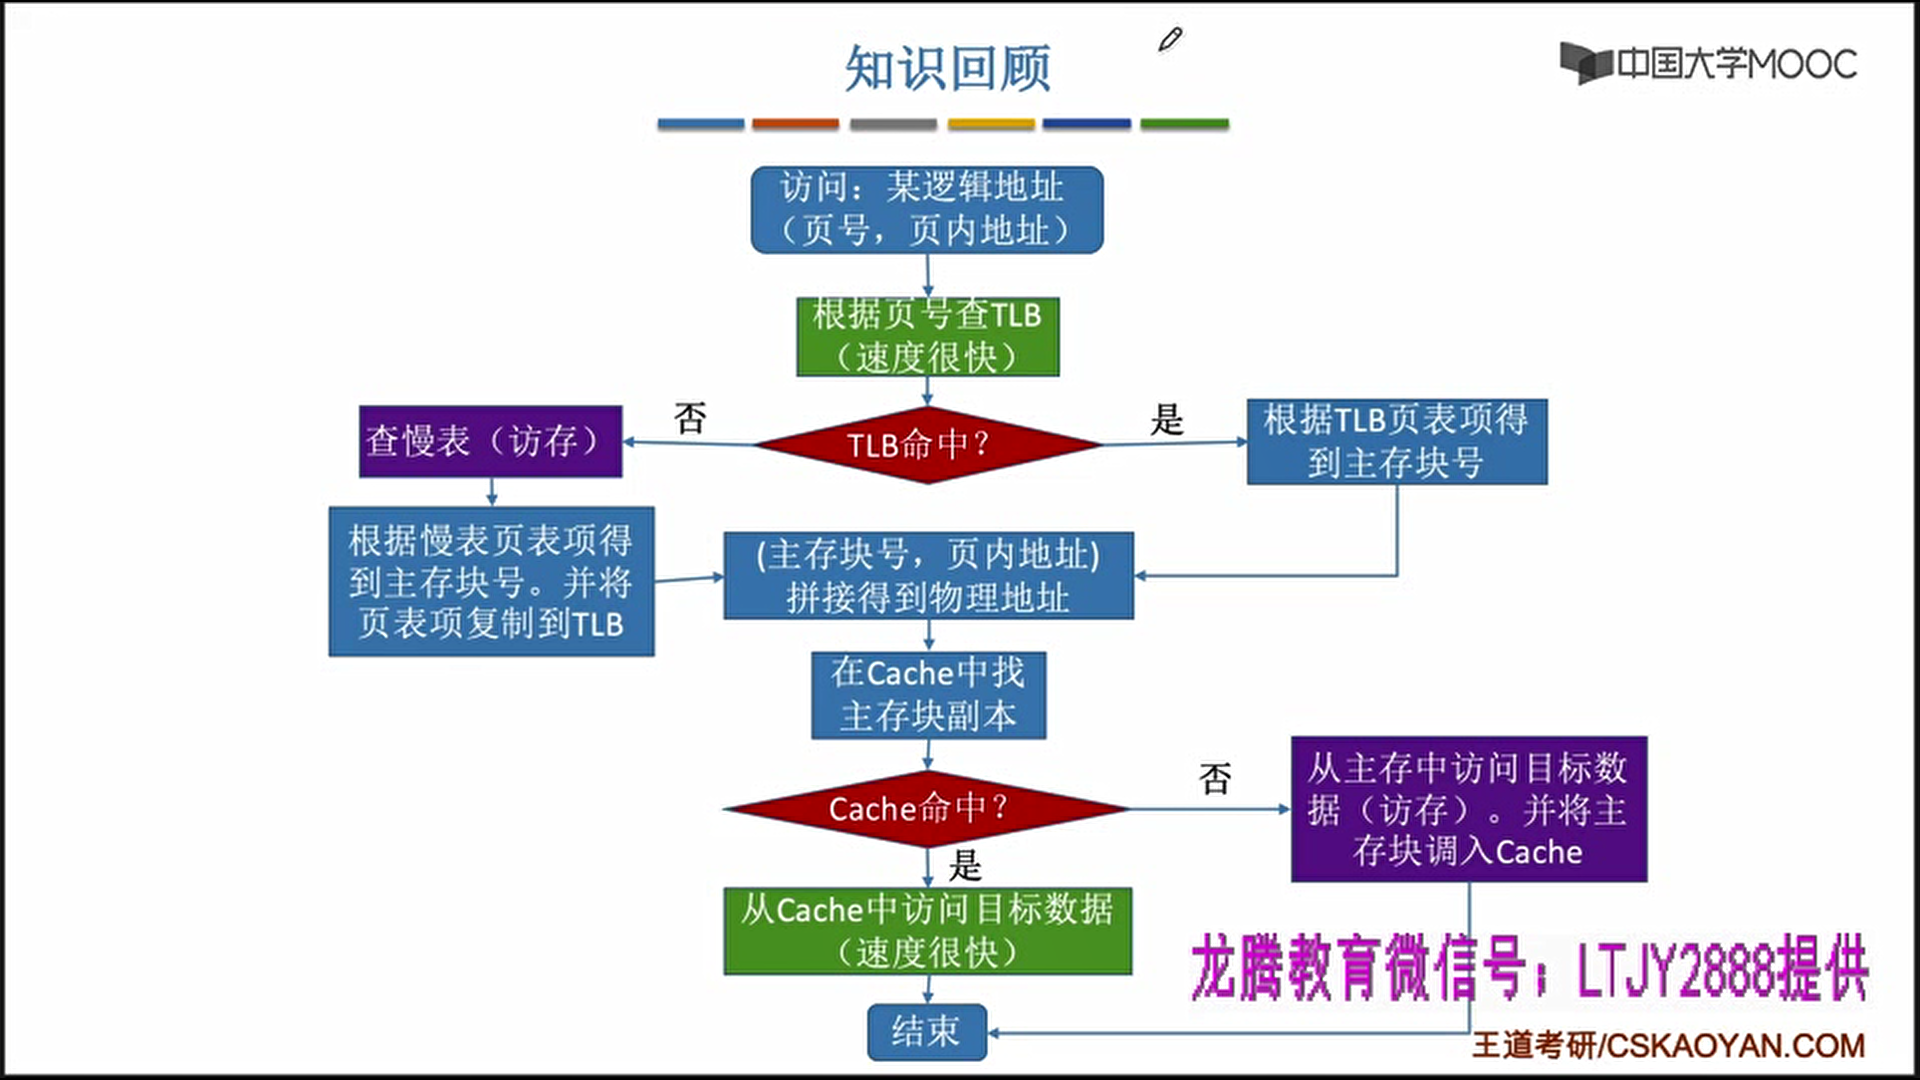 知识回顾
中国大学MOOC
访问：某逻辑地址
（页号，页内地址）
根据页号查TLB
（速度很快）
查慢表（访存）
否
TLB命中？
是
根据TLB页表项得
到主存块号
根据慢表页表项得
到主存块号。并将
页表项复制到TLB
(主存块号，页内地址)
拼接得到物理地址
在Cache中找
主存块副本
Cache命中？
否
从主存中访问目标数
据（访存）。并将主
存块调入Cache
是
从Cache中访问目标数据
（速度很快）
结束
龙腾教育微信号：LTJY2888提供
王道考研/CSKAOYAN.COM